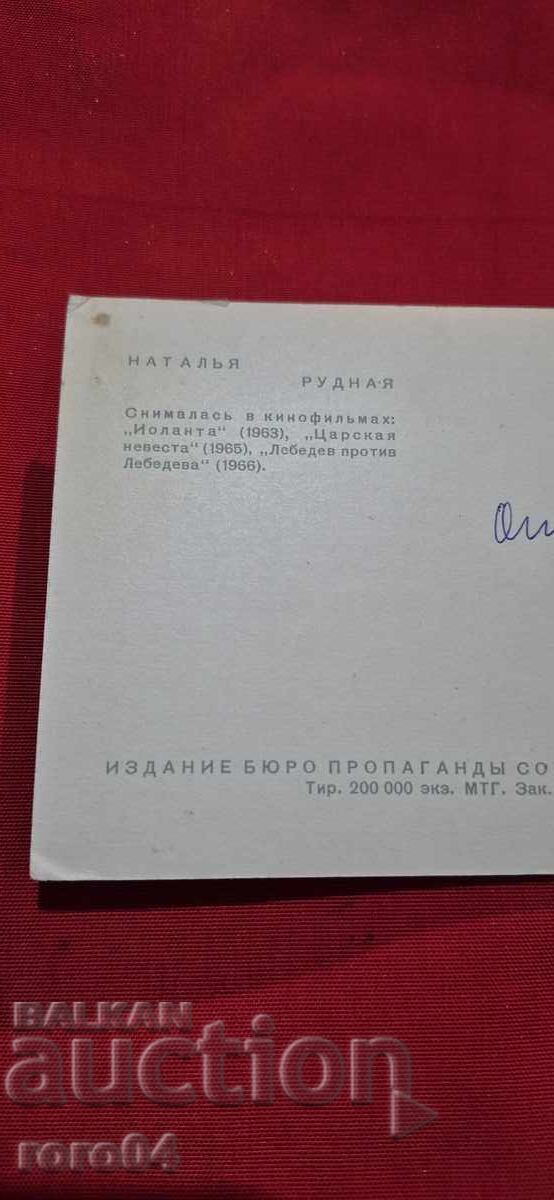 НАТАЛЬЯ
РУДНАЯ
Снималась в кинофильмах:
„Иоланта“ (1963), „Царская
невеста“ (1965), „Лебедев против
Лебедева“ (1966).
ИЗДАНИЕ БЮРО ПРОПАГАНДЫ СО
Тир. 200 000 экз. МТГ. Зак.
BALKAN
auction
roro04